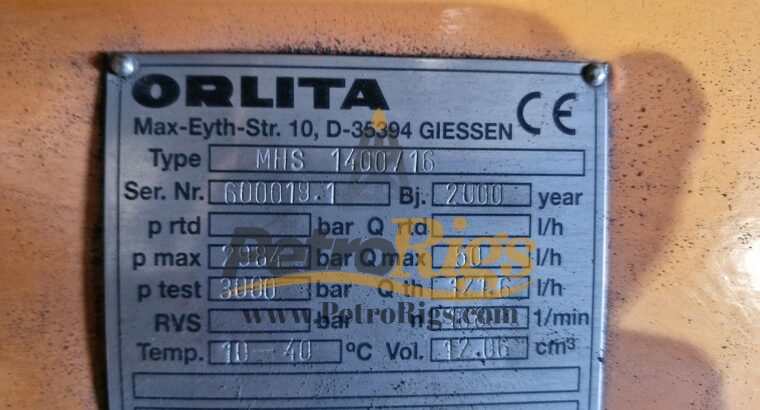 ORLITA
Max-Eyth-Str. 10, D-35394 GIESSEN CE
Type MHS 1400/16
Ser. Nr. 600019.1 Bj. 2000 year
p rtd bar Q rtd l/h
p max 2984 bar Q max 50 l/h
PetroRigs
p test 3000 bar Q th 121.6 l/h
RVS bar n 1/min
www.PetroRigs.com
Temp. 10-40 °C Vol. 12.06 cm³